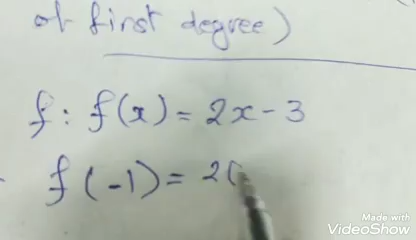 of first degree)
f: f(x) = 2x - 3
f(-1) = 2(
Made with
VideoShow